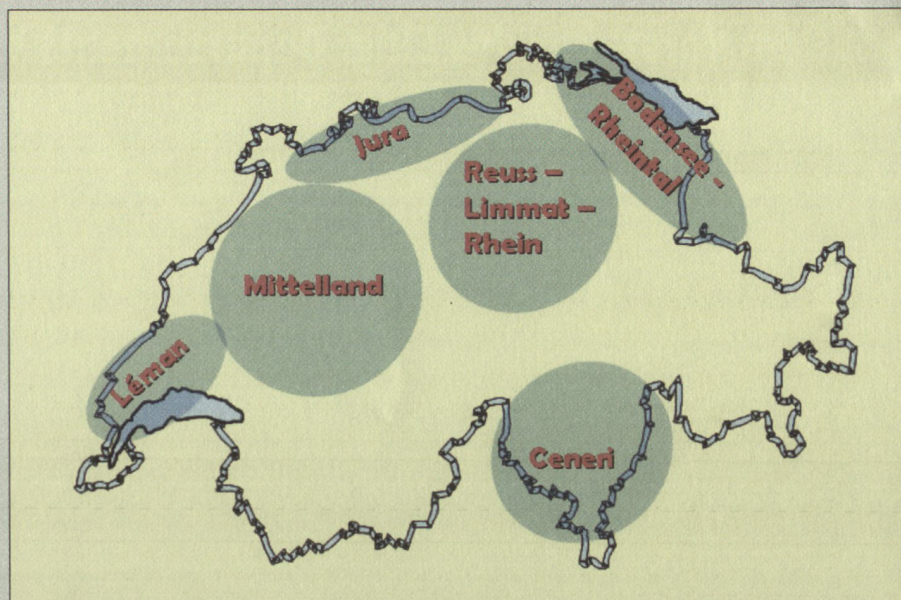 Jura
Bodensee -
Rheintal
Reuss –
Limmat –
Rhein
Mittelland
Léman
Ceneri